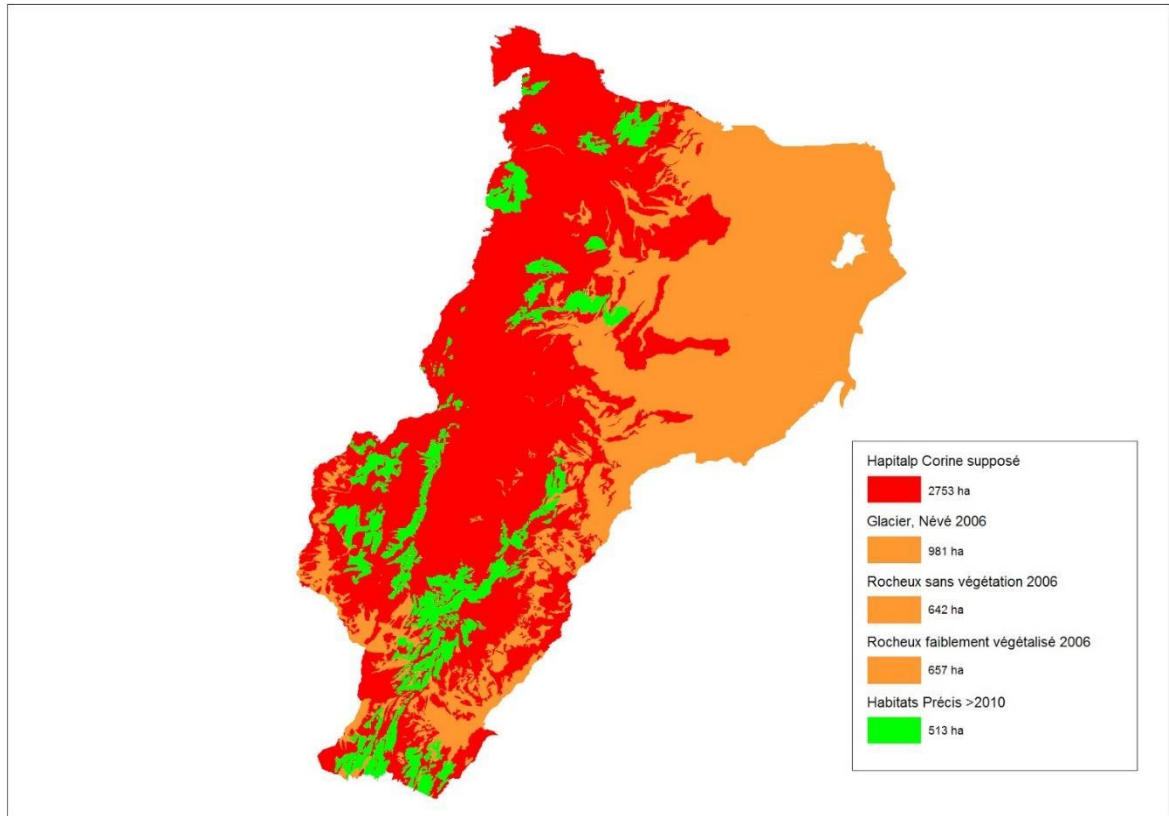 Hapitalp Corine supposé
2753 ha
Glacier, Névé 2006
981 ha
Rocheux sans végétation 2006
642 ha
Rocheux faiblement végétalisé 2006
657 ha
Habitats Précis >2010
513 ha